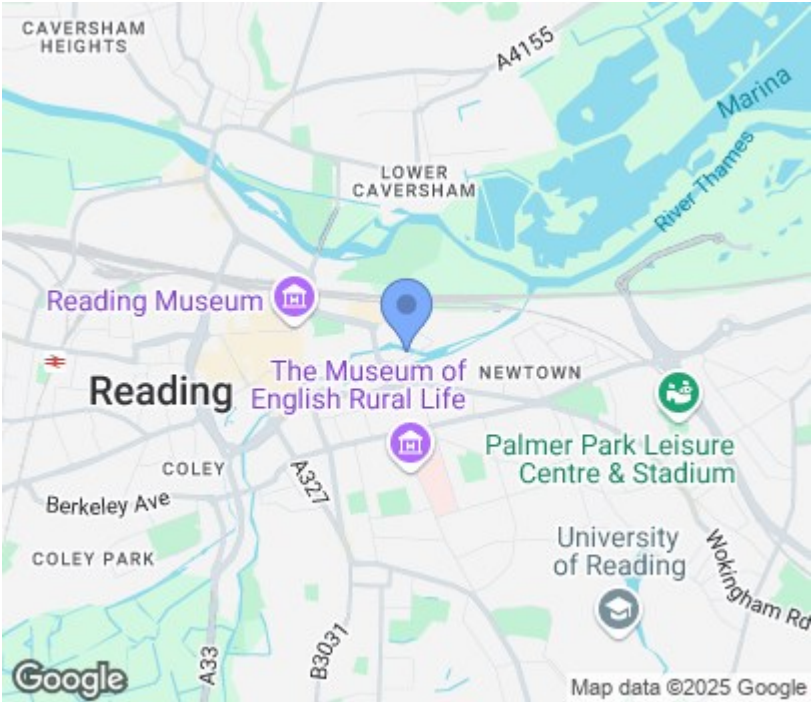 CAVERSHAM
HEIGHTS
A4155
Marina
LOWER
CAVERSHAM
River Thames
Reading Museum
The Museum of
English Rural Life
NEWTOWN
Reading
Palmer Park Leisure
Centre & Stadium
COLEY
A327
Berkeley Ave
University
of Reading
Wokingham Rd
COLEY PARK
A33
B3031
Google
Map data ©2025 Google